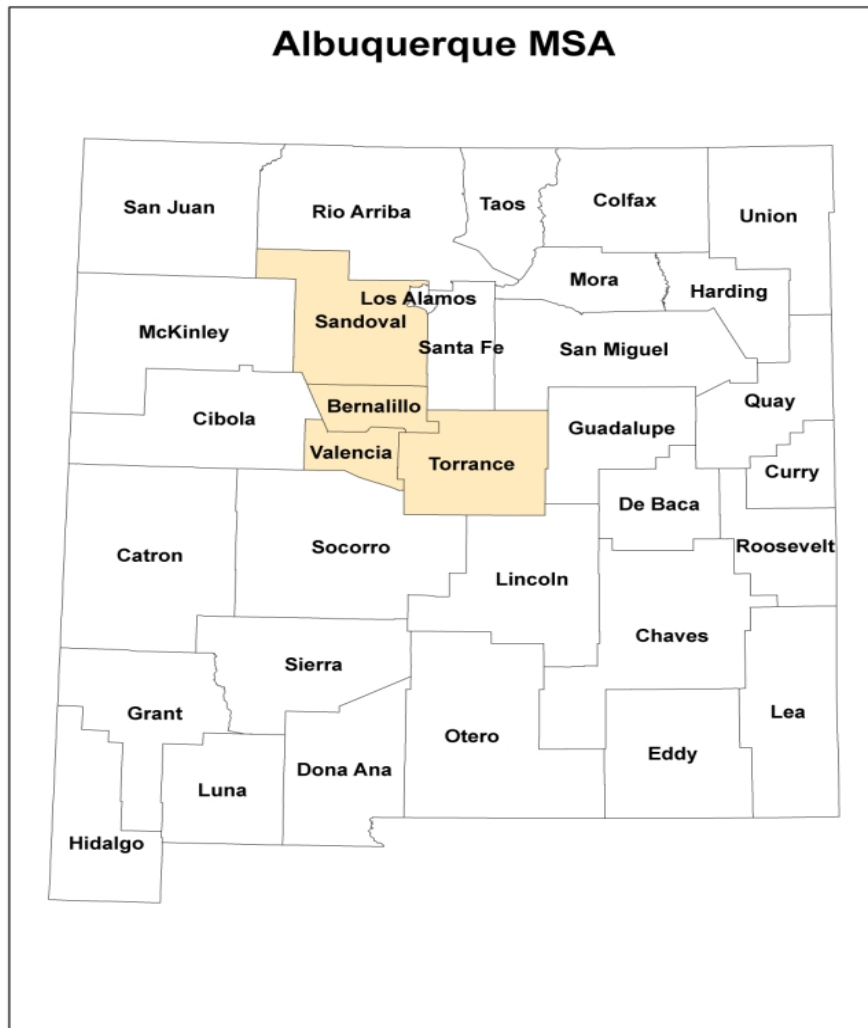 Albuquerque MSA
San Juan
Rio Arriba
Taos
Colfax
Union
Mora
Harding
Los Alamos
Sandoval
McKinley
Santa Fe
San Miguel
Quay
Bernalillo
Cibola
Guadalupe
Valencia
Torrance
Curry
De Baca
Socorro
Roosevelt
Catron
Lincoln
Chaves
Sierra
Grant
Lea
Otero
Eddy
Dona Ana
Luna
Hidalgo